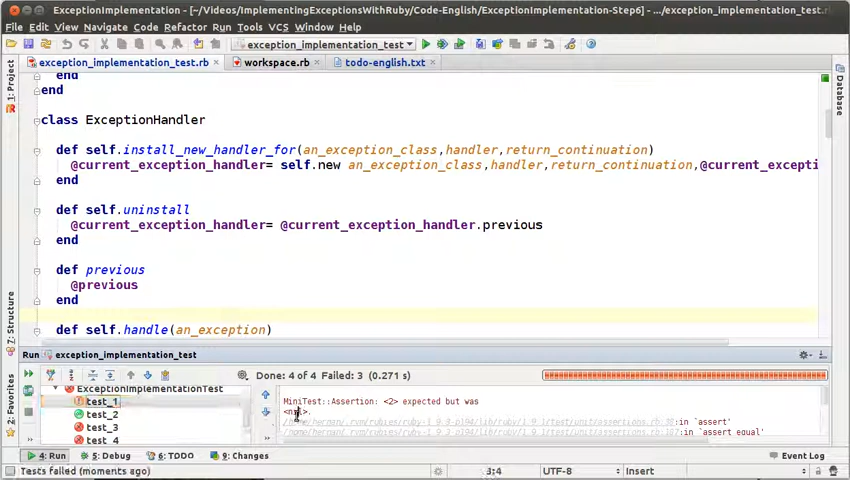 ExceptionImplementation - [~/Videos/ImplementingExceptionsWithRuby/Code-English/ExceptionImplementation-Step6] - .../exception_implementation_test.r
File Edit View Navigate Code Refactor Run Tools VCS Window Help
exception_implementation_test
exception_implementation_test.rb workspace.rb todo-english.txt
1: Project
Database
end
end
class ExceptionHandler
def self.install_new_handler_for(an_exception_class,handler,return_continuation)
@current_exception_handler= self.new an_exception_class,handler,return_continuation,@current_excepti
end
def self.uninstall
@current_exception_handler= @current_exception_handler.previous
end
def previous
@previous
end
def self.handle(an_exception)
7: Structure
2: Favorites
Run exception_implementation_test
Done: 4 of 4 Failed: 3 (0.271 s)
ExceptionImplementationTest
test_1
test_2
test_3
test_4
MiniTest::Assertion: <2> expected but was
:in `assert'
:in `assert_equal'
4: Run 5: Debug 6: TODO 9: Changes Event Log
Tests failed (moments ago) 3:4 UTF-8 Insert